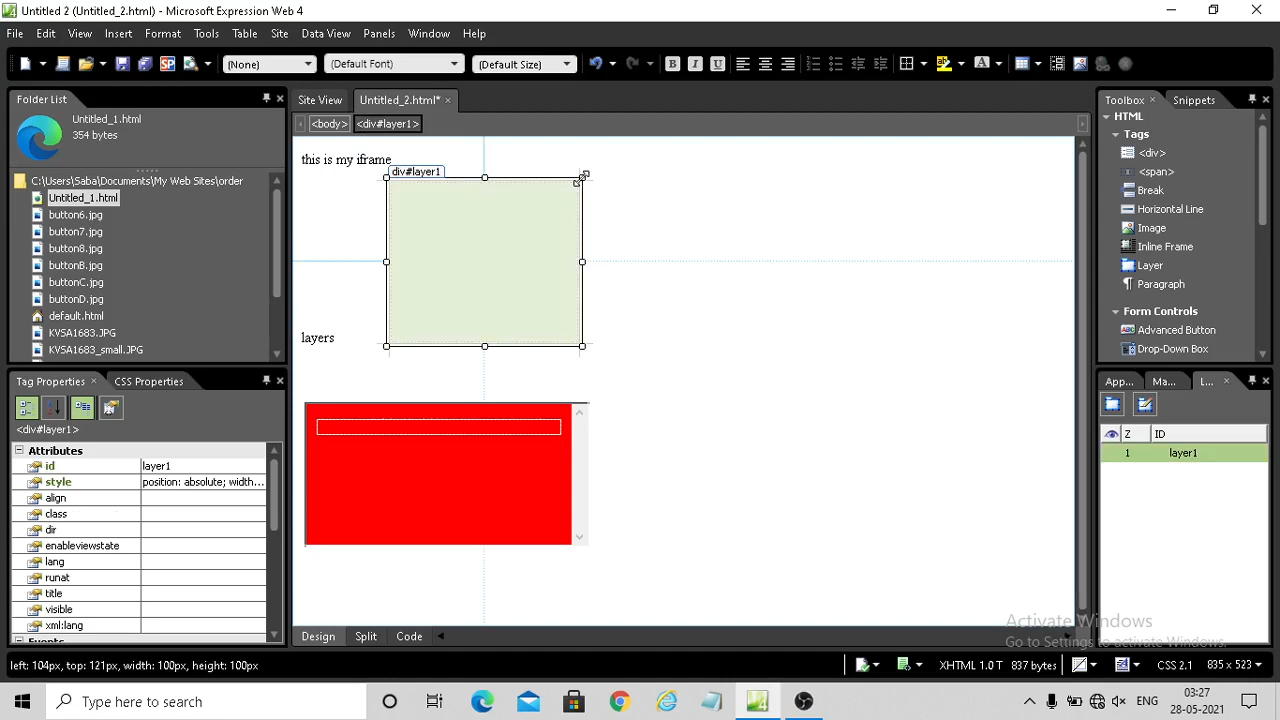 Untitled 2 (Untitled_2.html) - Microsoft Expression Web 4
File Edit View Insert Format Tools Table Site Data View Panels Window Help
(None) (Default Font) (Default Size) B I U A
Folder List
Untitled_1.html
354 bytes
C:\Users\Saba\Documents\My Web Sites\order
Untitled_1.html
button6.jpg
button7.jpg
button8.jpg
buttonB.jpg
buttonC.jpg
buttonD.jpg
default.html
KVSA1683.JPG
KVSA1683_small.JPG
Site View Untitled_2.html*
<body> <div#layer1>
this is my iframe
div#layer1
layers
Design Split Code
Toolbox Snippets
HTML
Tags
<div>
<span>
Break
Horizontal Line
Image
Inline Frame
Layer
Paragraph
Form Controls
Advanced Button
Drop-Down Box
Properties CSS Properties
<div#layer1>
Attributes
id layer1
style position: absolute; width...
align
class
dir
enableviewstate
lang
runat
title
visible
xml:lang
Events
App... Ma... L...
Z ID
1 layer1
Activate Windows
Go to Settings to activate Windows.
left: 104px, top: 121px, width: 100px, height: 100px
XHTML 1.0 T 837 bytes CSS 2.1 835 x 523
Type here to search
ENG
03:27
28-05-2021